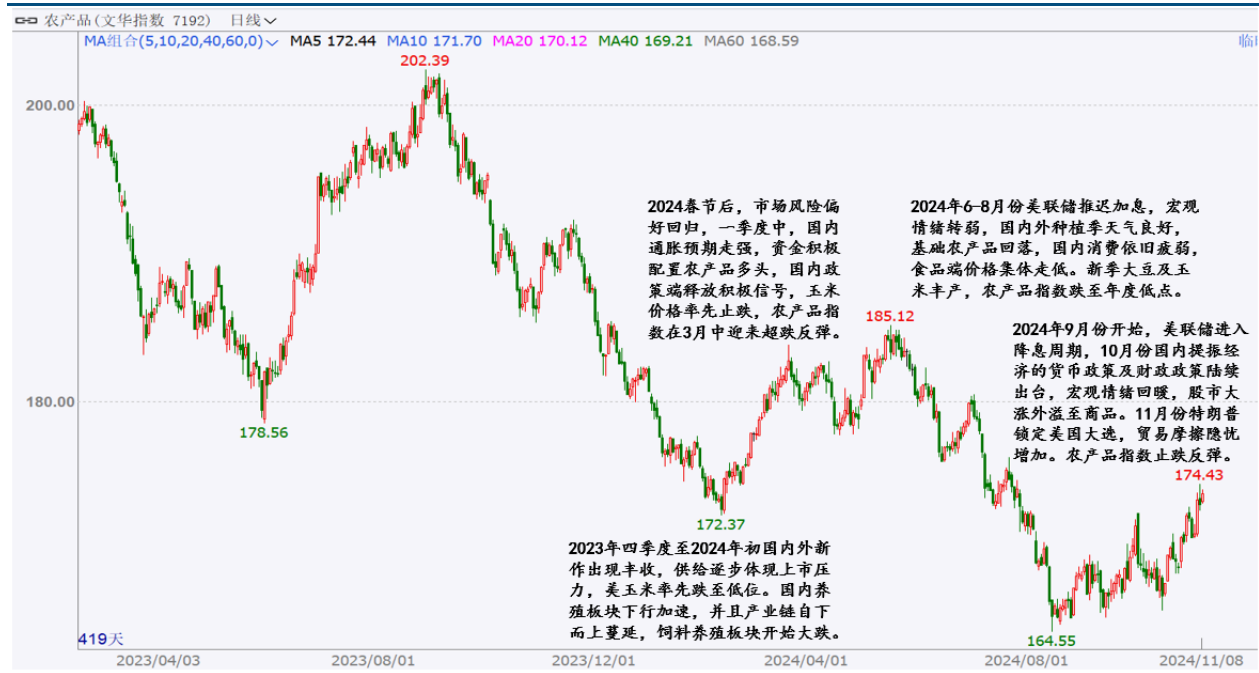 农产品(文华指数 7192) 日线
MA组合(5,10,20,40,60,0) MA5 172.44 MA10 171.70 MA20 170.12 MA40 169.21 MA60 168.59
202.39
200.00
2024春节后，市场风险偏
好回归，一季度中，国内
通胀预期走强，资金积极
配置农产品多头，国内政
策端释放积极信号，玉米
价格率先止跌，农产品指
数在3月中迎来超跌反弹。
2024年6-8月份美联储推迟加息，宏观
情绪转弱，国内外种植季天气良好，
基础农产品回落，国内消费依旧疲弱，
食品端价格集体走低。新季大豆及玉
米丰产，农产品指数跌至年度低点。
185.12
2024年9月份开始，美联储进入
降息周期，10月份国内提振经
济的货币政策及财政政策陆续
出台，宏观情绪回暖，股市大
涨外溢至商品。11月份特朗普
锁定美国大选，贸易摩擦隐忧
增加。农产品指数止跌反弹。
180.00
178.56
174.43
172.37
2023年四季度至2024年初国内外新
作出现丰收，供给逐步体现上市压
力，美玉米率先跌至低位。国内养
殖板块下行加速，并且产业链自下
而上蔓延，饲料养殖板块开始大跌。
164.55
419天
2023/04/03 2023/08/01 2023/12/01 2024/04/01 2024/08/01 2024/11/08